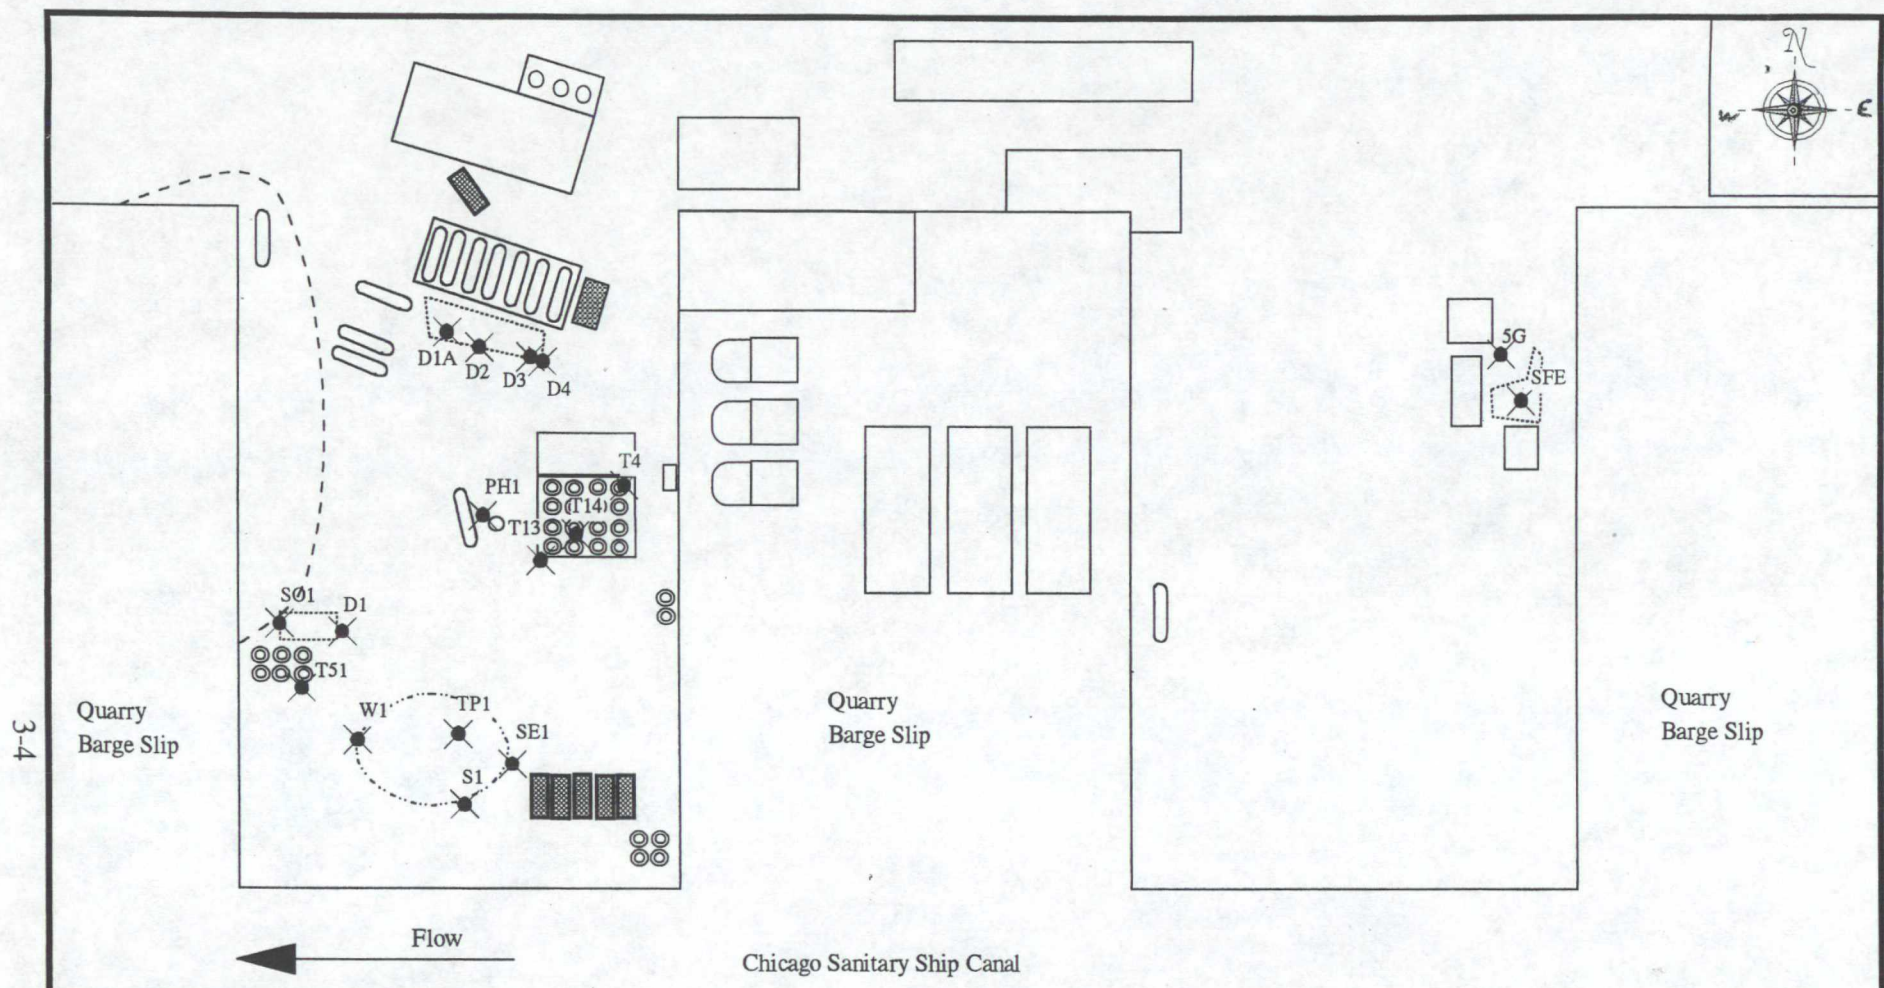 N
W
E
D1A
D2
D3
D4
5G
SFE
T4
PH1
T14
T13
SO1
D1
T51
W1
TP1
SE1
S1
Quarry
Barge Slip
Quarry
Barge Slip
Quarry
Barge Slip
3-4
Flow
Chicago Sanitary Ship Canal